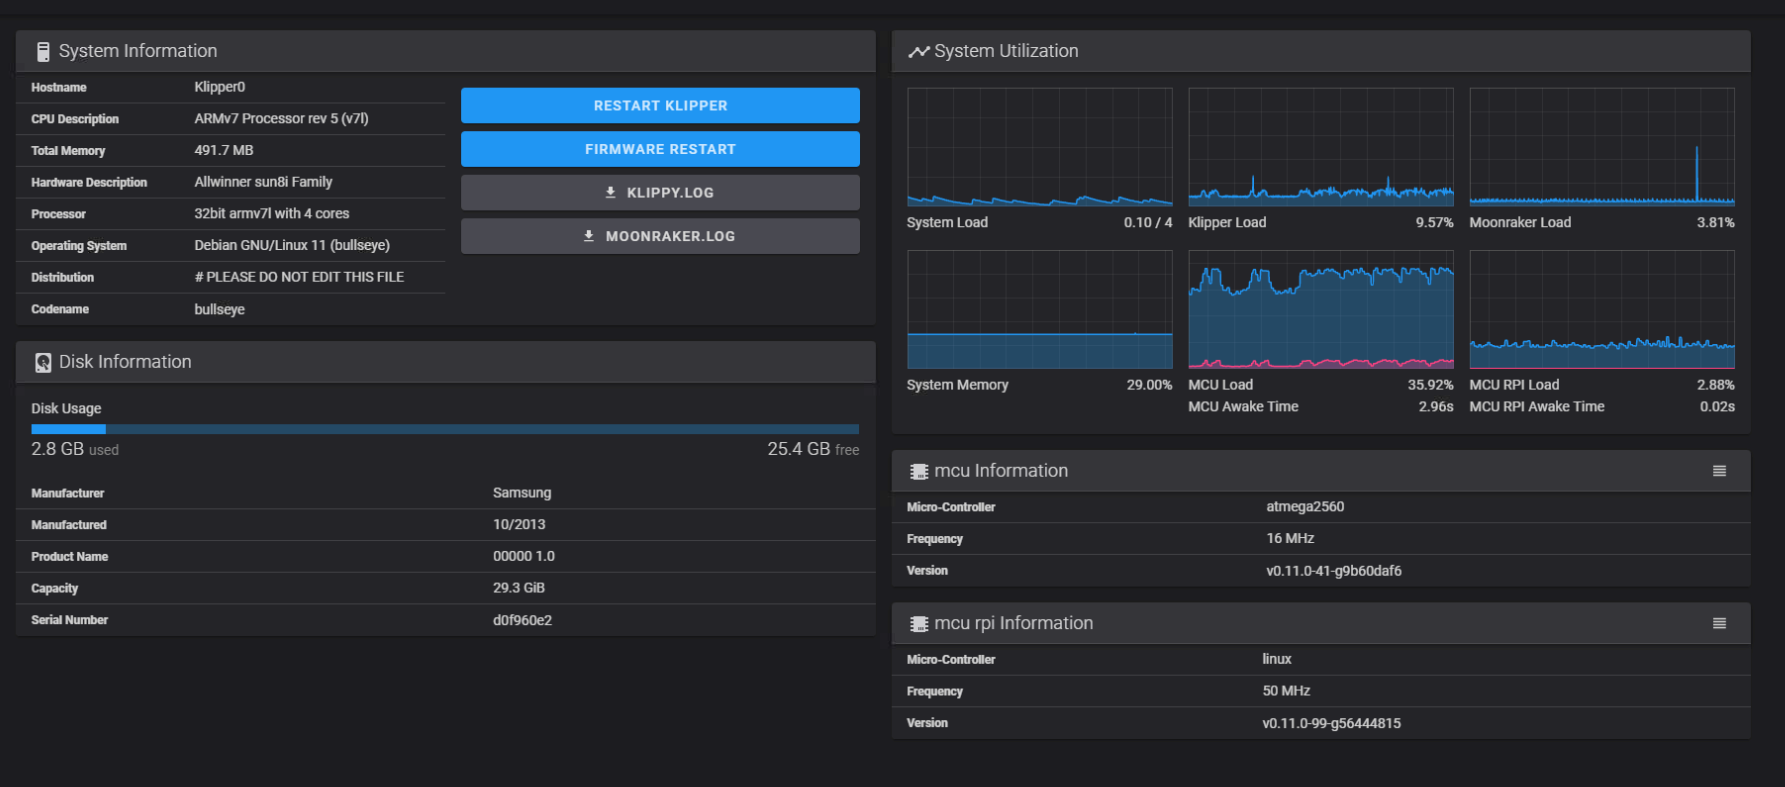 System Information
Hostname Klipper0
CPU Description ARMv7 Processor rev 5 (v7l)
Total Memory 491.7 MB
Hardware Description Allwinner sun8i Family
Processor 32bit armv7l with 4 cores
Operating System Debian GNU/Linux 11 (bullseye)
Distribution # PLEASE DO NOT EDIT THIS FILE
Codename bullseye
RESTART KLIPPER
FIRMWARE RESTART
KLIPPY.LOG
MOONRAKER.LOG
Disk Information
Disk Usage
2.8 GB used 25.4 GB free
Manufacturer Samsung
Manufactured 10/2013
Product Name 00000 1.0
Capacity 29.3 GiB
Serial Number d0f960e2
System Utilization
System Load 0.10 / 4
Klipper Load 9.57%
Moonraker Load 3.81%
System Memory 29.00%
MCU Load 35.92%
MCU Awake Time 2.96s
MCU RPI Load 2.88%
MCU RPI Awake Time 0.02s
mcu Information
Micro-Controller atmega2560
Frequency 16 MHz
Version v0.11.0-41-g9b60daf6
mcu rpi Information
Micro-Controller linux
Frequency 50 MHz
Version v0.11.0-99-g56444815